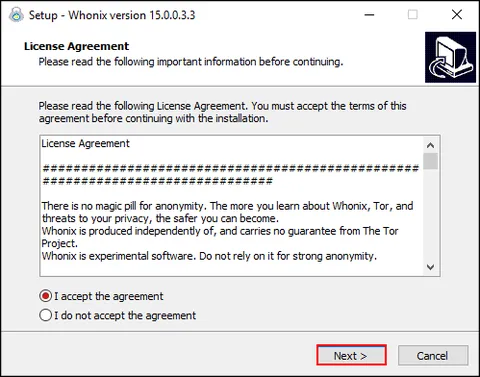 Setup - Whonix version 15.0.0.3.3
License Agreement
Please read the following important information before continuing.
Please read the following License Agreement. You must accept the terms of this
agreement before continuing with the installation.
License Agreement
##################################################
##############################
There is no magic pill for anonymity. The more you learn about Whonix, Tor, and
threats to your privacy, the safer you can become.
Whonix is produced independently of, and carries no guarantee from The Tor
Project.
Whonix is experimental software. Do not rely on it for strong anonymity.
I accept the agreement
I do not accept the agreement
Next >
Cancel